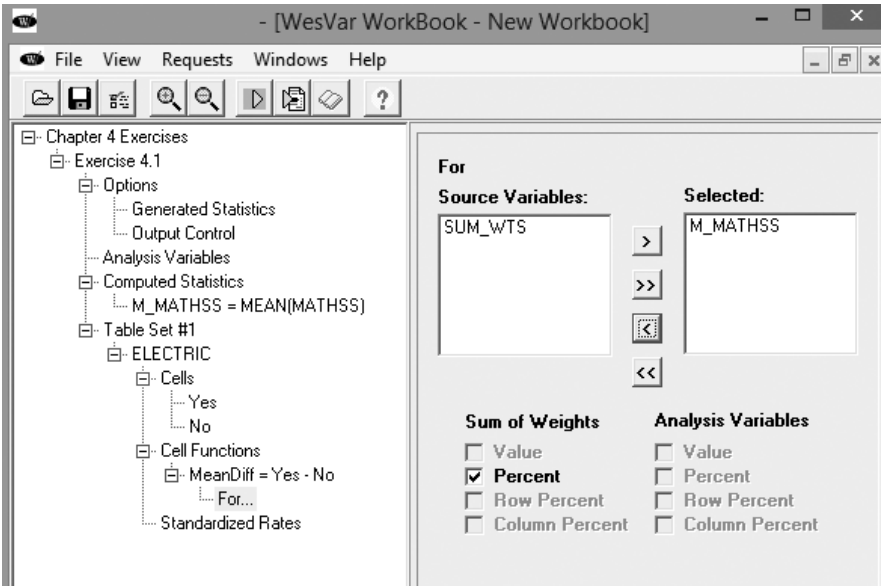 - [WesVar WorkBook - New Workbook]
File View Requests Windows Help
Chapter 4 Exercises
Exercise 4.1
Options
Generated Statistics
Output Control
Analysis Variables
Computed Statistics
M_MATHSS = MEAN(MATHSS)
Table Set #1
ELECTRIC
Cells
Yes
No
Cell Functions
MeanDiff = Yes - No
For...
Standardized Rates
For
Source Variables:
SUM_WTS
>
>>
<
<<
Selected:
M_MATHSS
Sum of Weights
Value
Percent
Row Percent
Column Percent
Analysis Variables
Value
Percent
Row Percent
Column Percent